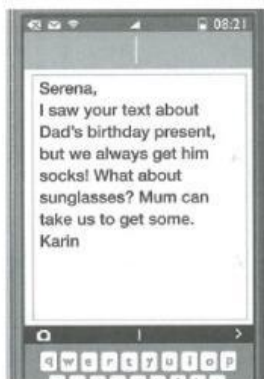 08:21
Serena,
I saw your text about
Dad's birthday present,
but we always get him
socks! What about
sunglasses? Mum can
take us to get some.
Karin
q w e r t y u i o p